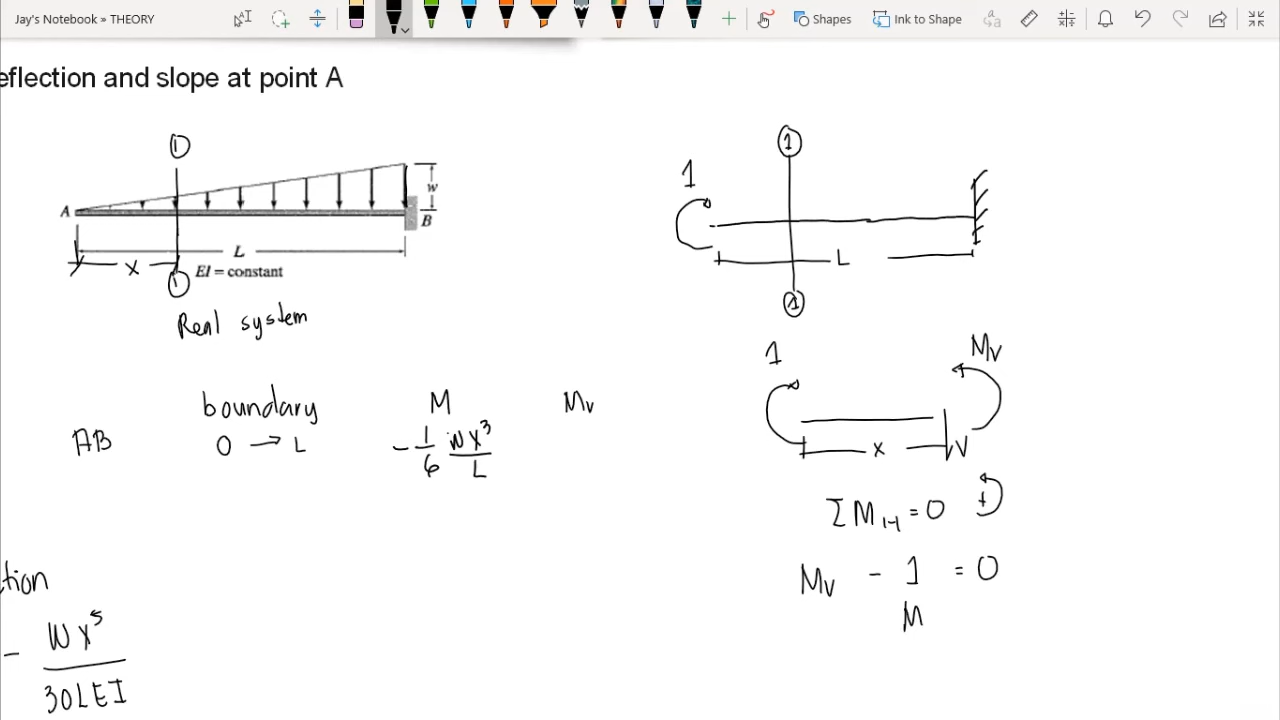 Jay's Notebook » THEORY
Shapes
Ink to Shape
eflection and slope at point A
1
w
A
B
L
x
EI = constant
1
Real system
1
1
L
1
boundary M Mv
AB 0 → L - 1/6 wx³/L
1 Mv
x V
ΣM1-1 = 0 +
Mv - 1 = 0
M
tion
- wx⁵
30LEI